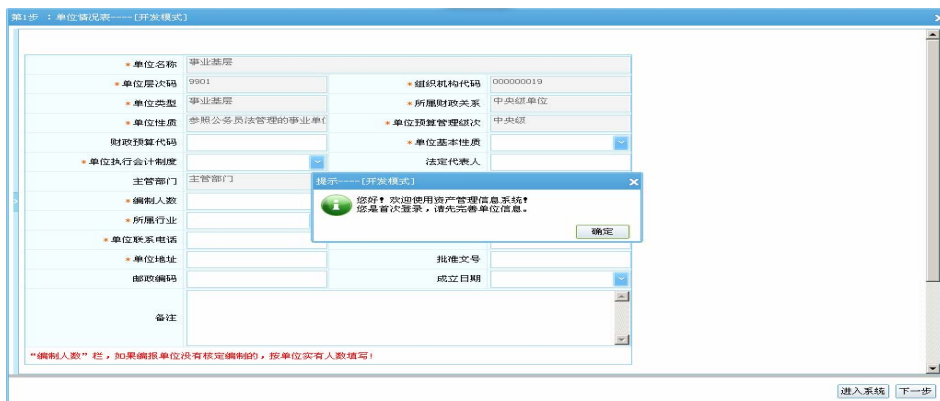 第1步 ：单位情况表----[开发模式]
*单位名称 事业基层
*单位层次码 9901 *组织机构代码 000000019
*单位类型 事业基层 *所属财政关系 中央级单位
*单位性质 参照公务员法管理的事业单位 *单位预算管理级次 中央级
财政预算代码 *单位基本性质
*单位执行会计制度 法定代表人
主管部门 主管部门
*编制人数
*所属行业
*单位联系电话
*单位地址 批准文号
邮政编码 成立日期
备注
"编制人数"栏，如果编报单位没有核定编制的，按单位实有人数填写！
提示----[开发模式]
您好！欢迎使用资产管理信息系统！
您是首次登录，请先完善单位信息。
确定
进入系统 下一步